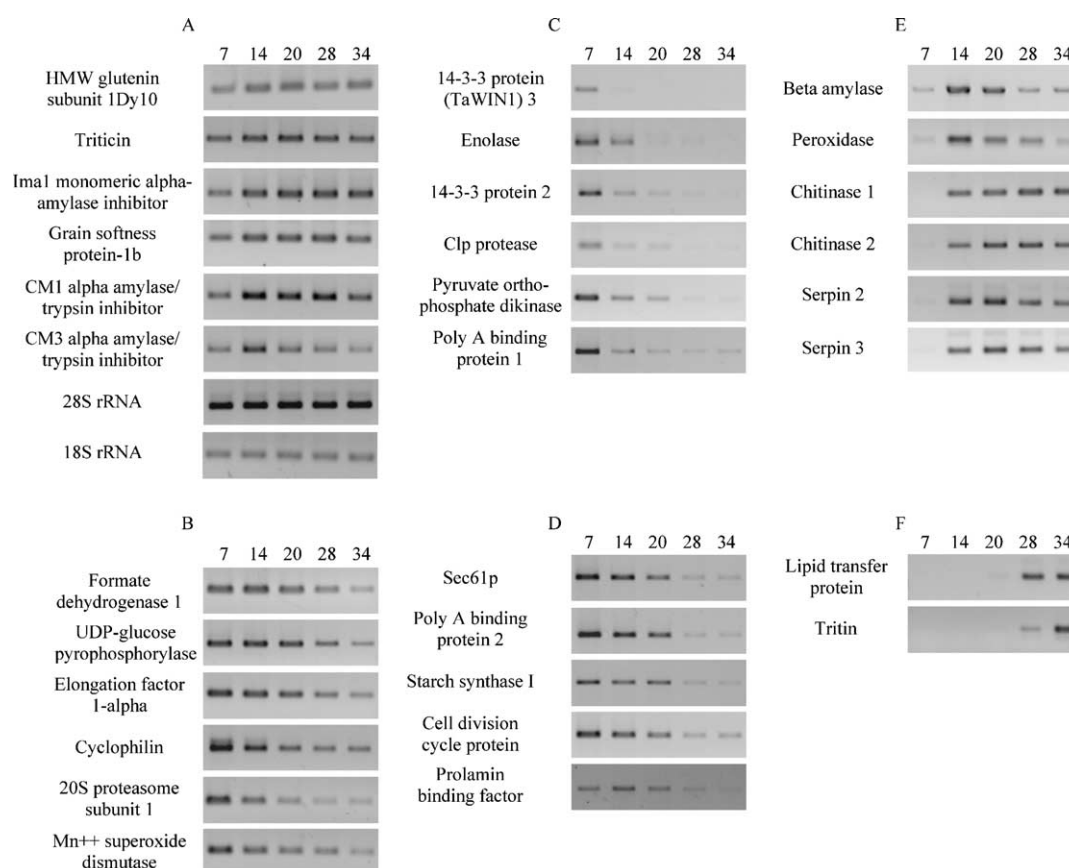 A
7 14 20 28 34
HMW glutenin
subunit 1Dy10
Triticin
Ima1 monomeric alpha-
amylase inhibitor
Grain softness
protein-1b
CM1 alpha amylase/
trypsin inhibitor
CM3 alpha amylase/
trypsin inhibitor
28S rRNA
18S rRNA
B
7 14 20 28 34
Formate
dehydrogenase 1
UDP-glucose
pyrophosphorylase
Elongation factor
1-alpha
Cyclophilin
20S proteasome
subunit 1
Mn++ superoxide
dismutase
C
7 14 20 28 34
14-3-3 protein
(TaWIN1) 3
Enolase
14-3-3 protein 2
Clp protease
Pyruvate ortho-
phosphate dikinase
Poly A binding
protein 1
D
7 14 20 28 34
Sec61p
Poly A binding
protein 2
Starch synthase I
Cell division
cycle protein
Prolamin
binding factor
E
7 14 20 28 34
Beta amylase
Peroxidase
Chitinase 1
Chitinase 2
Serpin 2
Serpin 3
F
7 14 20 28 34
Lipid transfer
protein
Tritin